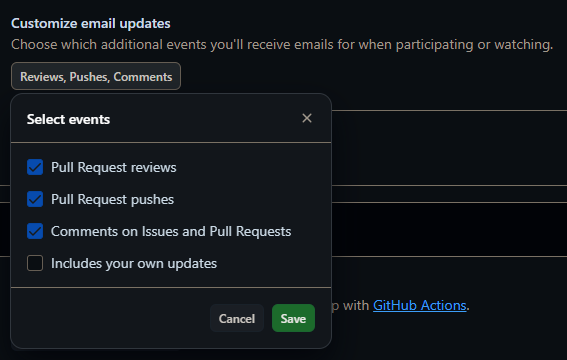 Customize email updates
Choose which additional events you'll receive emails for when participating or watching.
Reviews, Pushes, Comments
Select events
Pull Request reviews
Pull Request pushes
Comments on Issues and Pull Requests
Includes your own updates
with GitHub Actions.
Cancel
Save